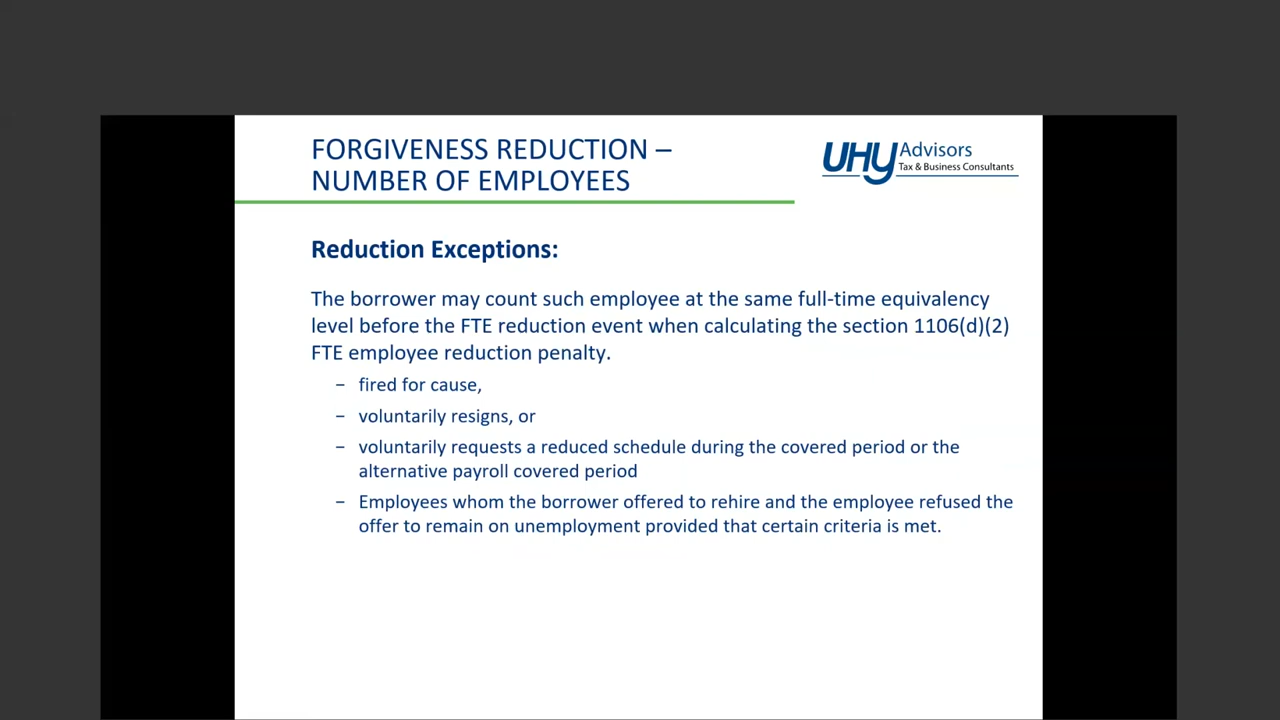 FORGIVENESS REDUCTION –
NUMBER OF EMPLOYEES
UHY Advisors
Tax & Business Consultants
Reduction Exceptions:
The borrower may count such employee at the same full-time equivalency
level before the FTE reduction event when calculating the section 1106(d)(2)
FTE employee reduction penalty.
− fired for cause,
− voluntarily resigns, or
− voluntarily requests a reduced schedule during the covered period or the
alternative payroll covered period
− Employees whom the borrower offered to rehire and the employee refused the
offer to remain on unemployment provided that certain criteria is met.